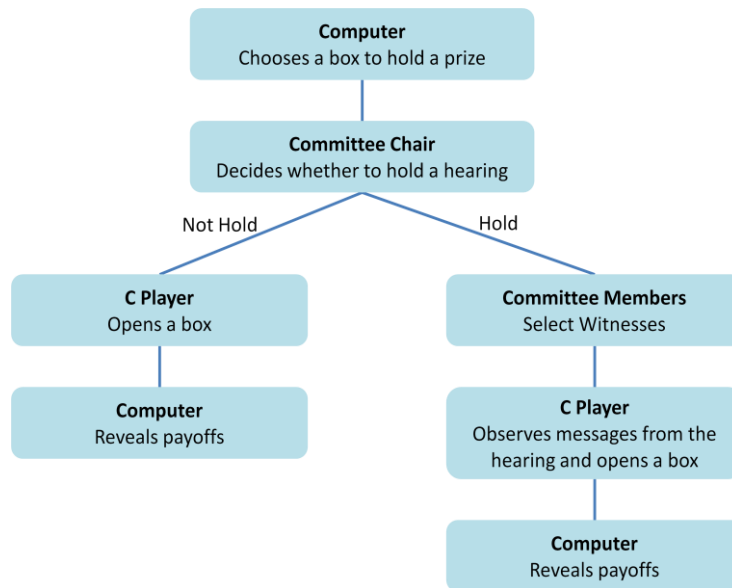 Computer
Chooses a box to hold a prize
Committee Chair
Decides whether to hold a hearing
Not Hold
Hold
C Player
Opens a box
Committee Members
Select Witnesses
Computer
Reveals payoffs
C Player
Observes messages from the
hearing and opens a box
Computer
Reveals payoffs